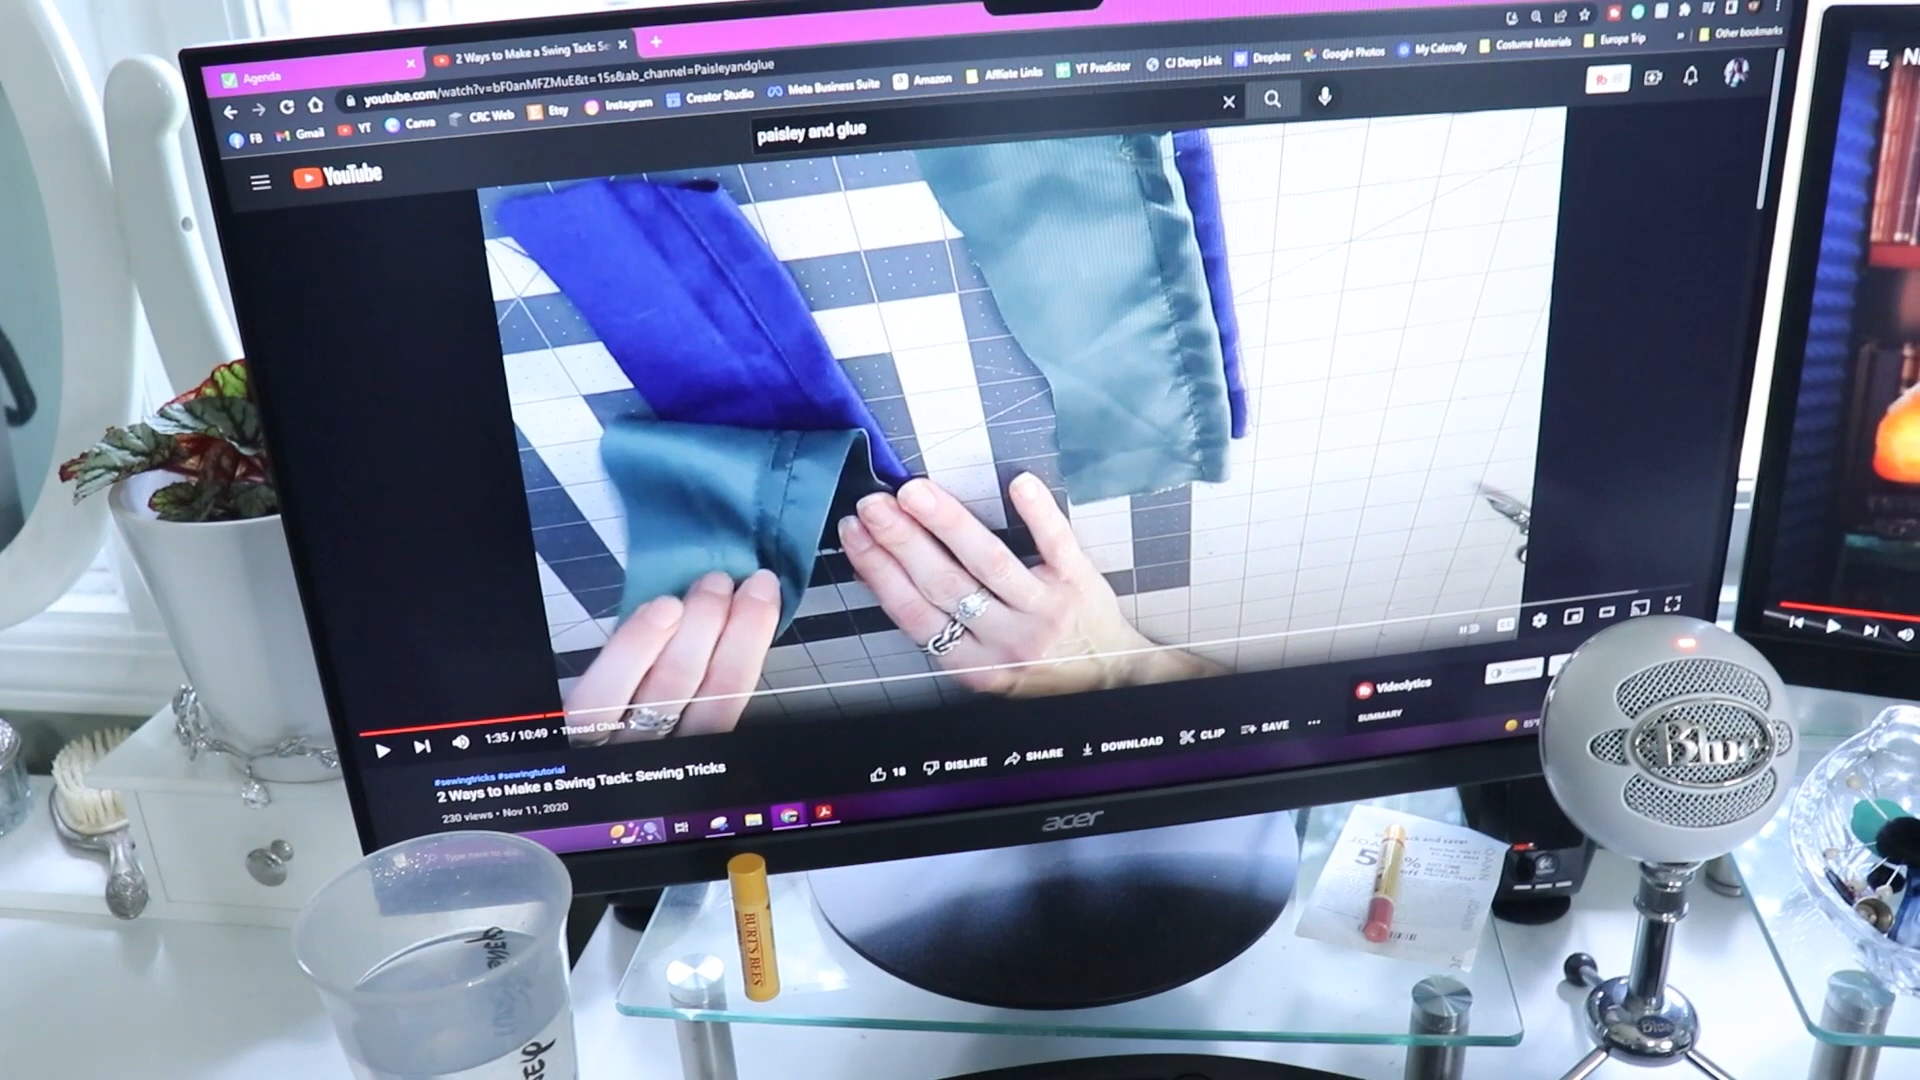 Agenda
2 Ways to Make a Swing Tack: Se
youtube.com/watch?v=bF0anMFZMuE&t=15s&ab_channel=Paisleyandglue
FB Gmail YT Canva CRC Web Etsy Instagram Creator Studio Meta Business Suite Amazon Affiliate Links YT Predictor CJ Deep Link Dropbox Google Photos My Calendly Costume Materials Europe Trip » Other bookmarks
YouTube
paisley and glue
1:35 / 10:49 • Thread Chain
#sewingtricks #sewingtutorial
2 Ways to Make a Swing Tack: Sewing Tricks
230 views • Nov 11, 2020
18 DISLIKE SHARE DOWNLOAD CLIP SAVE
Videolytics
SUMMARY
acer
Blue
BURT'S BEES
JOANN
off
Blue